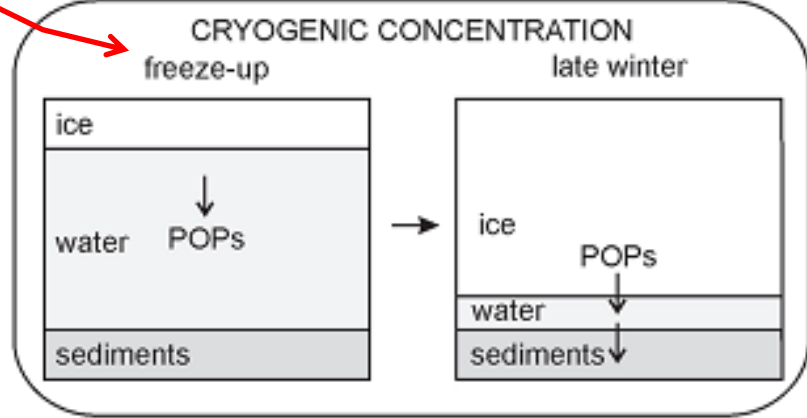 CRYOGENIC CONCENTRATION
freeze-up
ice
water
POPs
sediments
late winter
ice
POPs
water
sediments